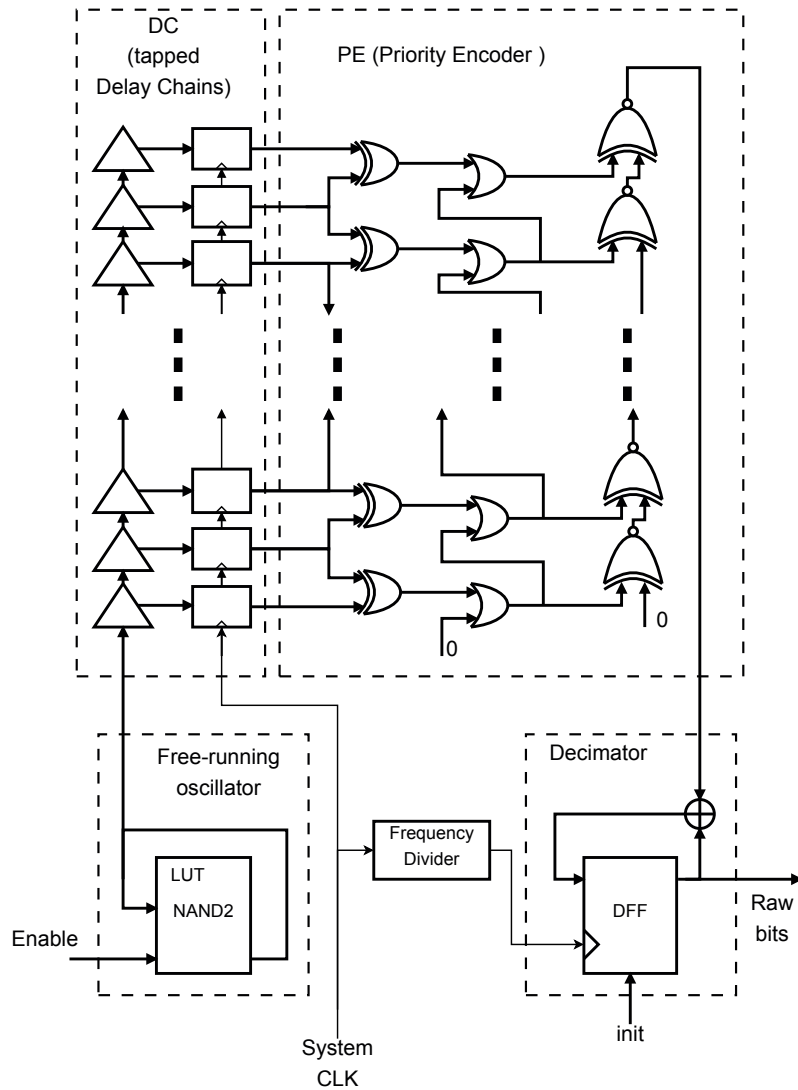 DC
(tapped
Delay Chains)
PE (Priority Encoder )
0
0
Free-running
oscillator
LUT
NAND2
Enable
Frequency
Divider
Decimator
DFF
Raw
bits
init
System
CLK